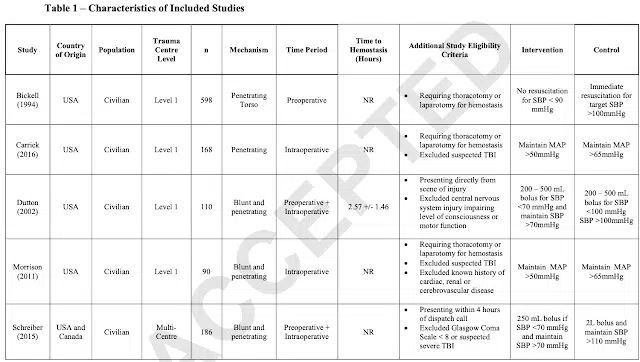 Table 1 – Characteristics of Included Studies
Study
Country
of Origin
Population
Trauma
Centre
Level
n
Mechanism
Time Period
Time to
Hemostasis
(Hours)
Additional Study Eligibility
Criteria
Intervention
Control
Bickell
(1994)
USA
Civilian
Level 1
598
Penetrating
Torso
Preoperative
NR
• Requiring thoracotomy or
laparotomy for hemostasis
No resuscitation
for SBP < 90
mmHg
Immediate
resuscitation for
target SBP
>100mmHg
Carrick
(2016)
USA
Civilian
Level 1
168
Penetrating
Intraoperative
NR
• Requiring thoracotomy or
laparotomy for hemostasis
• Excluded suspected TBI
Maintain MAP
>50mmHg
Maintain MAP
>65mmHg
Dutton
(2002)
USA
Civilian
Level 1
110
Blunt and
penetrating
Preoperative +
Intraoperative
2.57 +/- 1.46
• Presenting directly from
scene of injury
• Excluded central nervous
system injury impairing
level of consciousness or
motor function
200 – 500 mL
bolus for SBP
<70 mmHg and
maintain SBP
>70mmHg
200 – 500 mL
bolus for SBP
<100 mmHg
SBP >100mmHg
Morrison
(2011)
USA
Civilian
Level 1
90
Blunt and
penetrating
Intraoperative
NR
• Requiring thoracotomy or
laparotomy for hemostasis
• Excluded suspected TBI
• Excluded known history of
cardiac, renal or
cerebrovascular disease
Maintain MAP
>50mmHg
Maintain MAP
>65mmHg
Schreiber
(2015)
USA and
Canada
Civilian
Multi-
Centre
186
Blunt and
penetrating
Preoperative +
Intraoperative
NR
• Presenting within 4 hours
of dispatch call
• Excluded Glasgow Coma
Scale < 8 or suspected
severe TBI
250 mL bolus if
SBP <70 mmHg
and maintain
SBP >70 mmHg
2L bolus and
maintain SBP
>110 mmHg
ACCEPTED